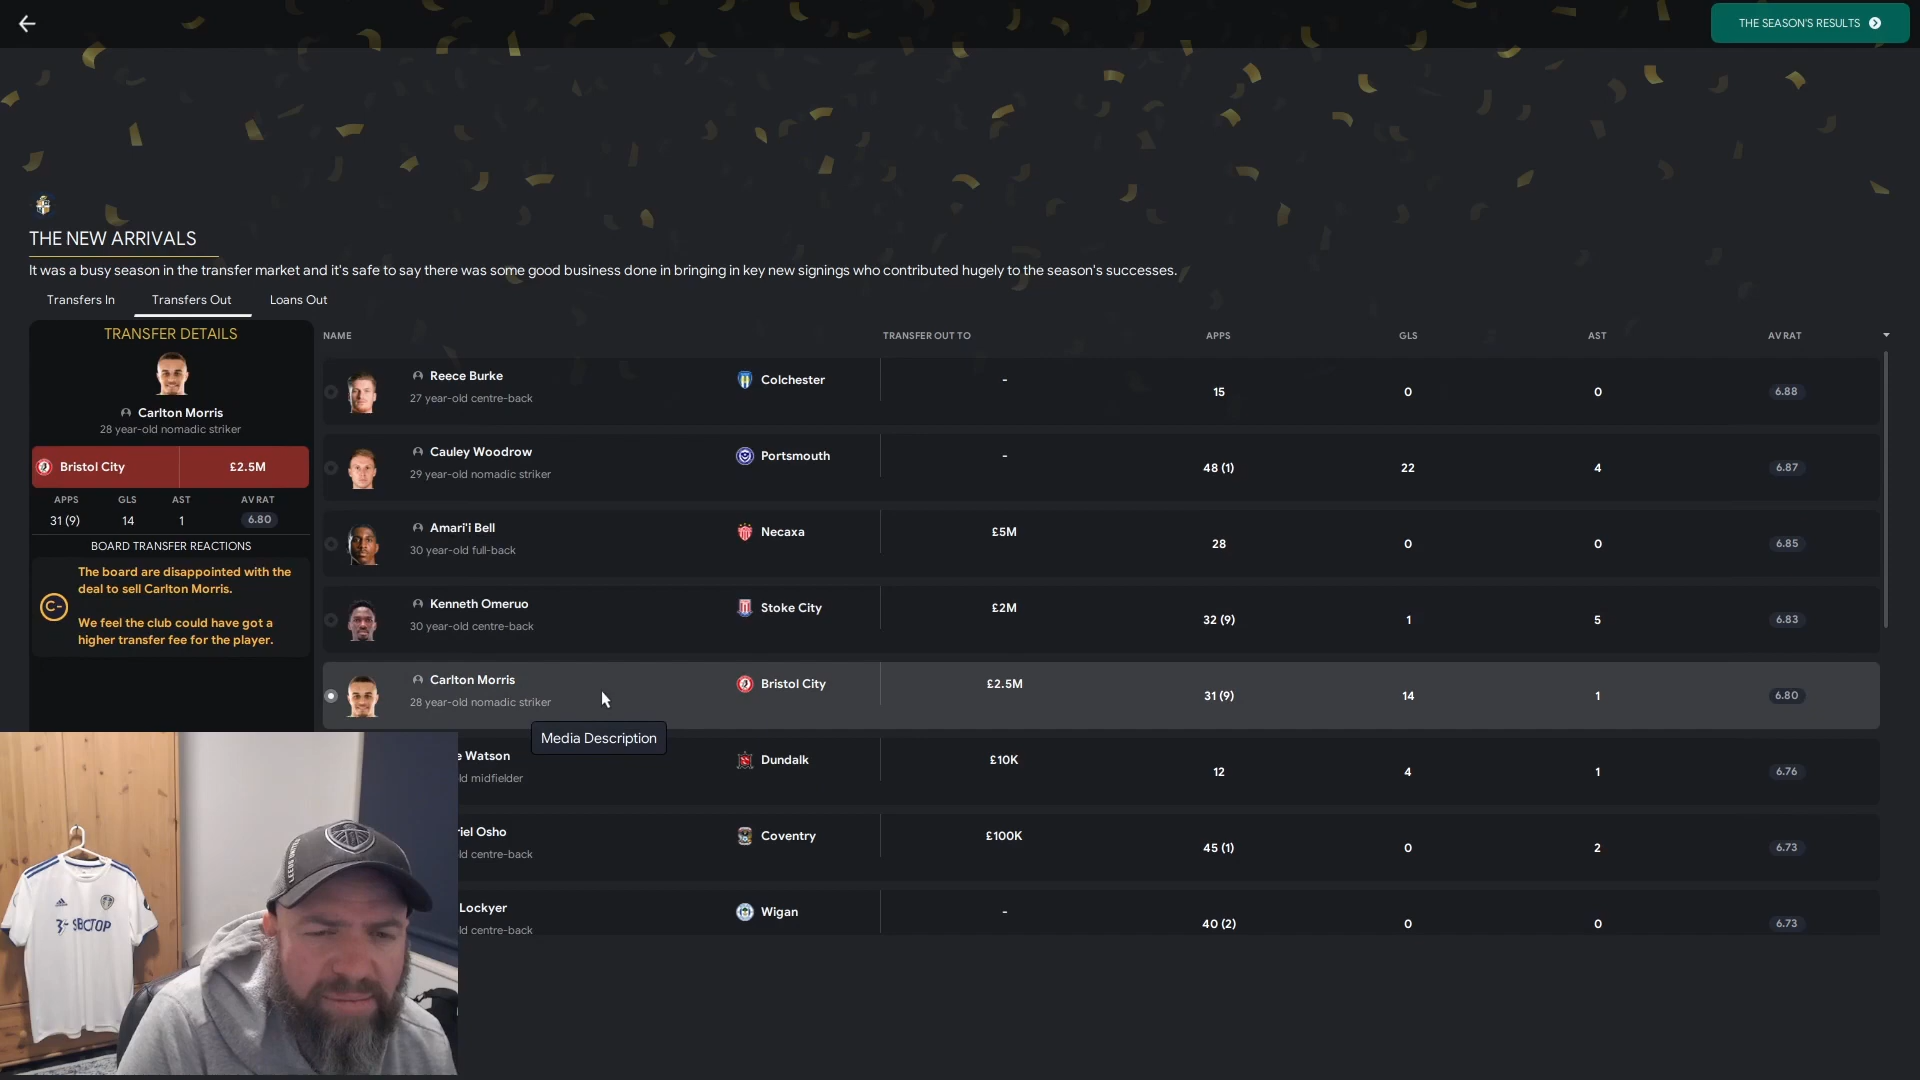 THE SEASON'S RESULTS
THE NEW ARRIVALS
It was a busy season in the transfer market and it's safe to say there was some good business done in bringing in key new signings who contributed hugely to the season's successes.
Transfers In Transfers Out Loans Out
TRANSFER DETAILS
Carlton Morris
28 year-old nomadic striker
Bristol City £2.5M
APPS GLS AST AV RAT
31 (9) 14 1 6.80
BOARD TRANSFER REACTIONS
C-
The board are disappointed with the
deal to sell Carlton Morris.
We feel the club could have got a
higher transfer fee for the player.
NAME TRANSFER OUT TO APPS GLS AST AV RAT
Reece Burke Colchester - 15 0 0 6.88
27 year-old centre-back
Cauley Woodrow Portsmouth - 48 (1) 22 4 6.87
29 year-old nomadic striker
Amari'i Bell Necaxa £5M 28 0 0 6.85
30 year-old full-back
Kenneth Omeruo Stoke City £2M 32 (9) 1 5 6.83
30 year-old centre-back
Carlton Morris Bristol City £2.5M 31 (9) 14 1 6.80
28 year-old nomadic striker
Media Description
Watson Dundalk £10K 12 4 1 6.76
midfielder
Osho Coventry £100K 45 (1) 0 2 6.73
centre-back
Lockyer Wigan - 40 (2) 0 0 6.73
centre-back
LEEDS UNITED
SBOTOP